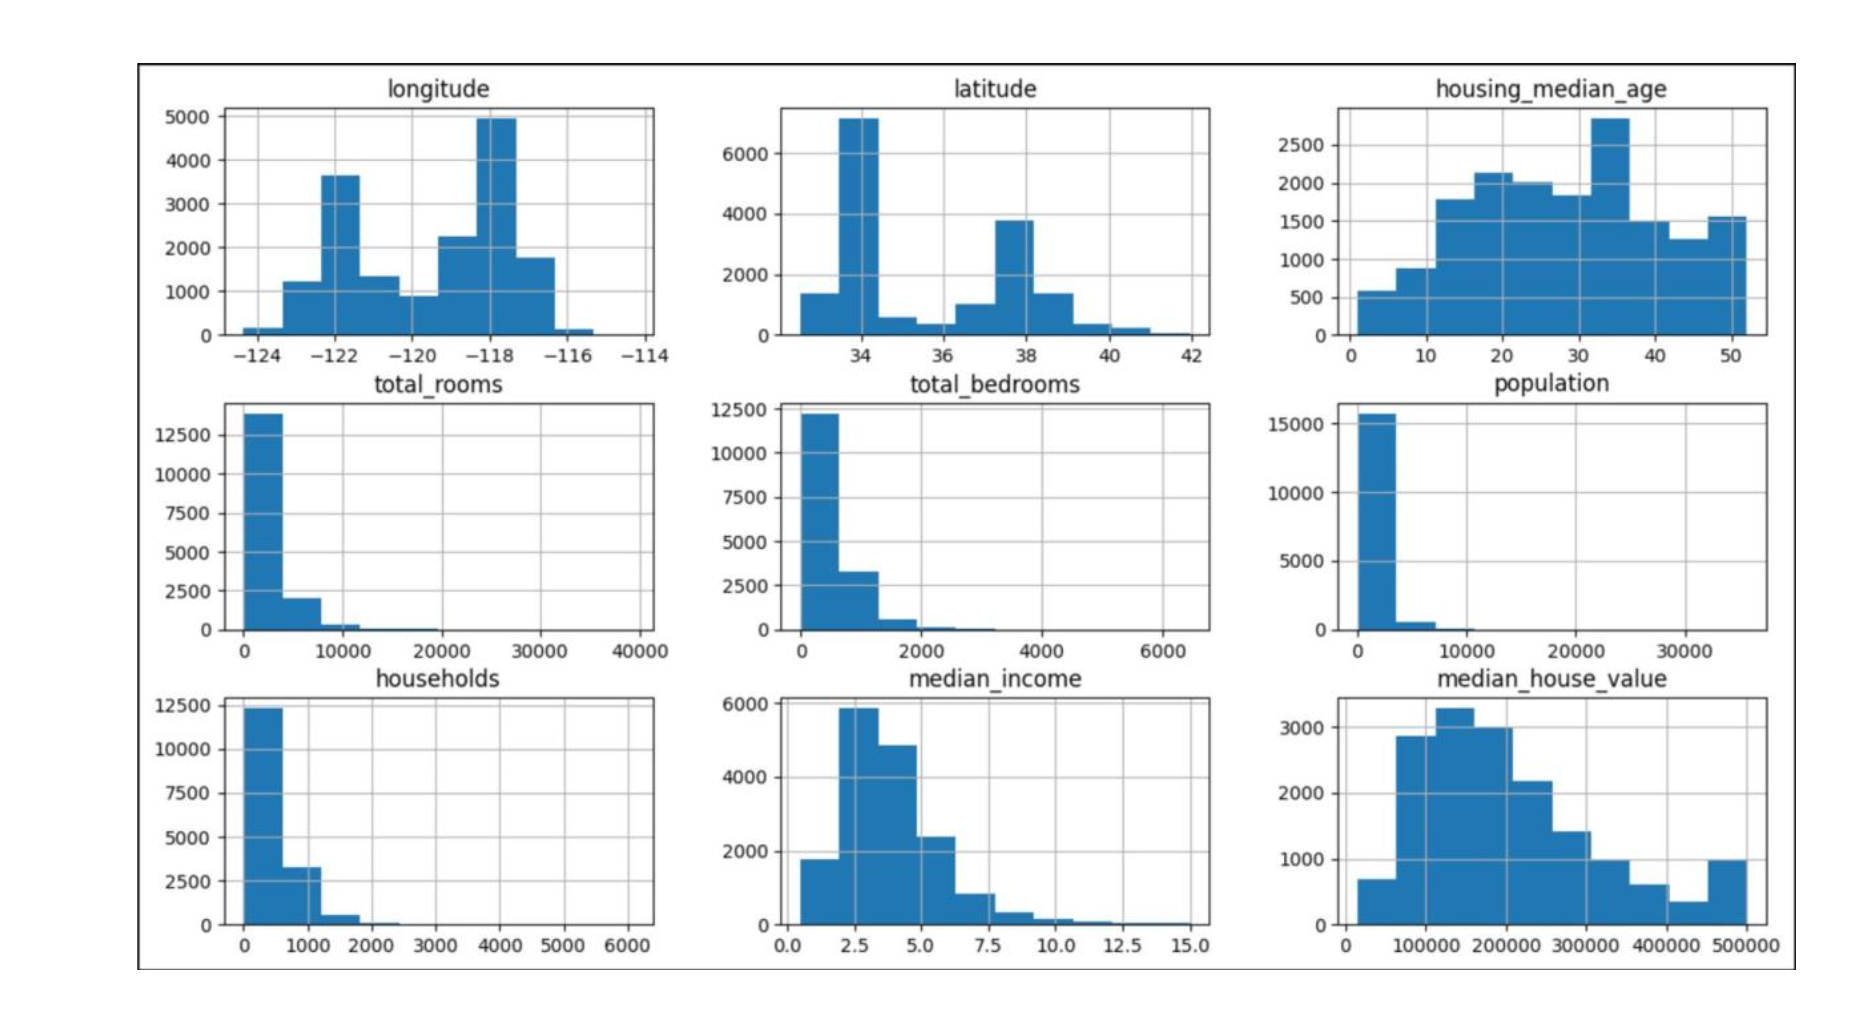 longitude
5000
4000
3000
2000
1000
0
−124 −122 −120 −118 −116 −114
latitude
6000
4000
2000
0
34 36 38 40 42
housing_median_age
2500
2000
1500
1000
500
0
0 10 20 30 40 50
total_rooms
12500
10000
7500
5000
2500
0
0 10000 20000 30000 40000
total_bedrooms
12500
10000
7500
5000
2500
0
0 2000 4000 6000
population
15000
10000
5000
0
0 10000 20000 30000
households
12500
10000
7500
5000
2500
0
0 1000 2000 3000 4000 5000 6000
median_income
6000
4000
2000
0
0.0 2.5 5.0 7.5 10.0 12.5 15.0
median_house_value
3000
2000
1000
0
0 100000 200000 300000 400000 500000